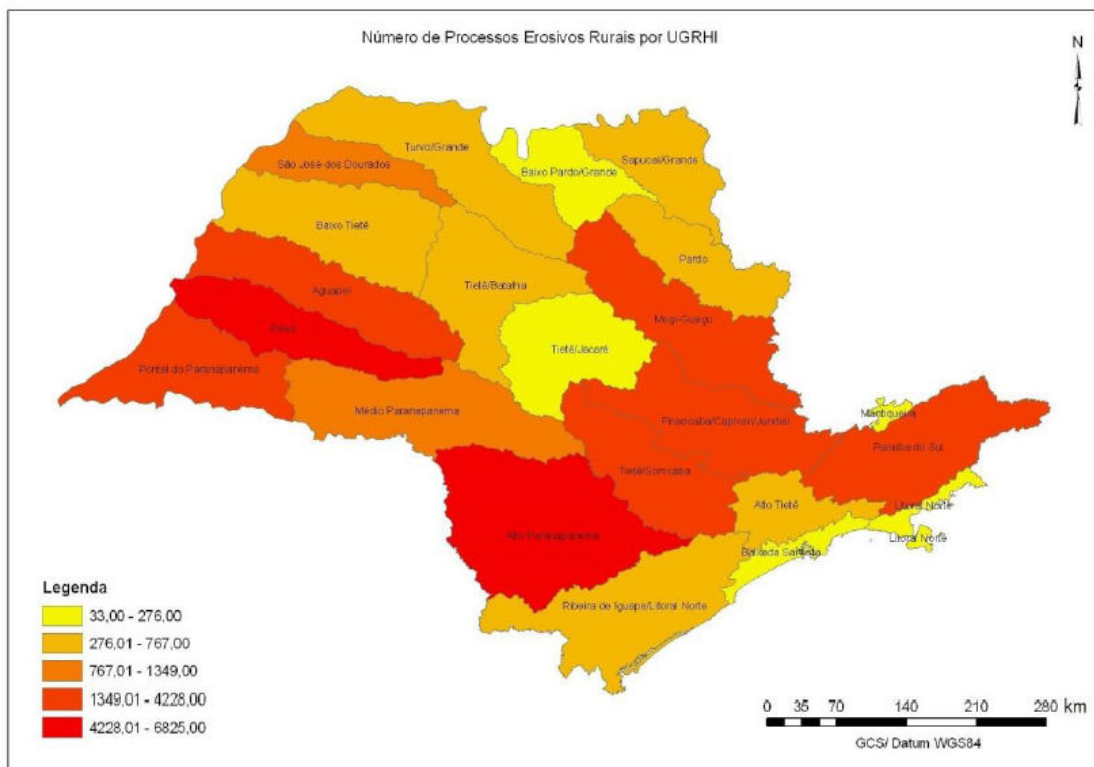 Número de Processos Erosivos Rurais por UGRHI
N
Turvo/Grande
São José dos Dourados
Baixo Pardo/Grande
Sapucaí/Grande
Baixo Tietê
Pardo
Tietê/Batalha
Aguapeí
Mogi-Guaçu
Peixe
Tietê/Jacaré
Pontal do Paranapanema
Médio Paranapanema
Mantiqueira
Piracicaba/Capivari/Jundiaí
Paraíba do Sul
Tietê/Sorocaba
Alto Tietê
Litoral Norte
Alto Paranapanema
Litoral Norte
Baixada Santista
Ribeira de Iguape/Litoral Norte
Legenda
33,00 - 276,00
276,01 - 767,00
767,01 - 1349,00
1349,01 - 4228,00
4228,01 - 6825,00
0 35 70 140 210 280 km
GCS/ Datum WGS84